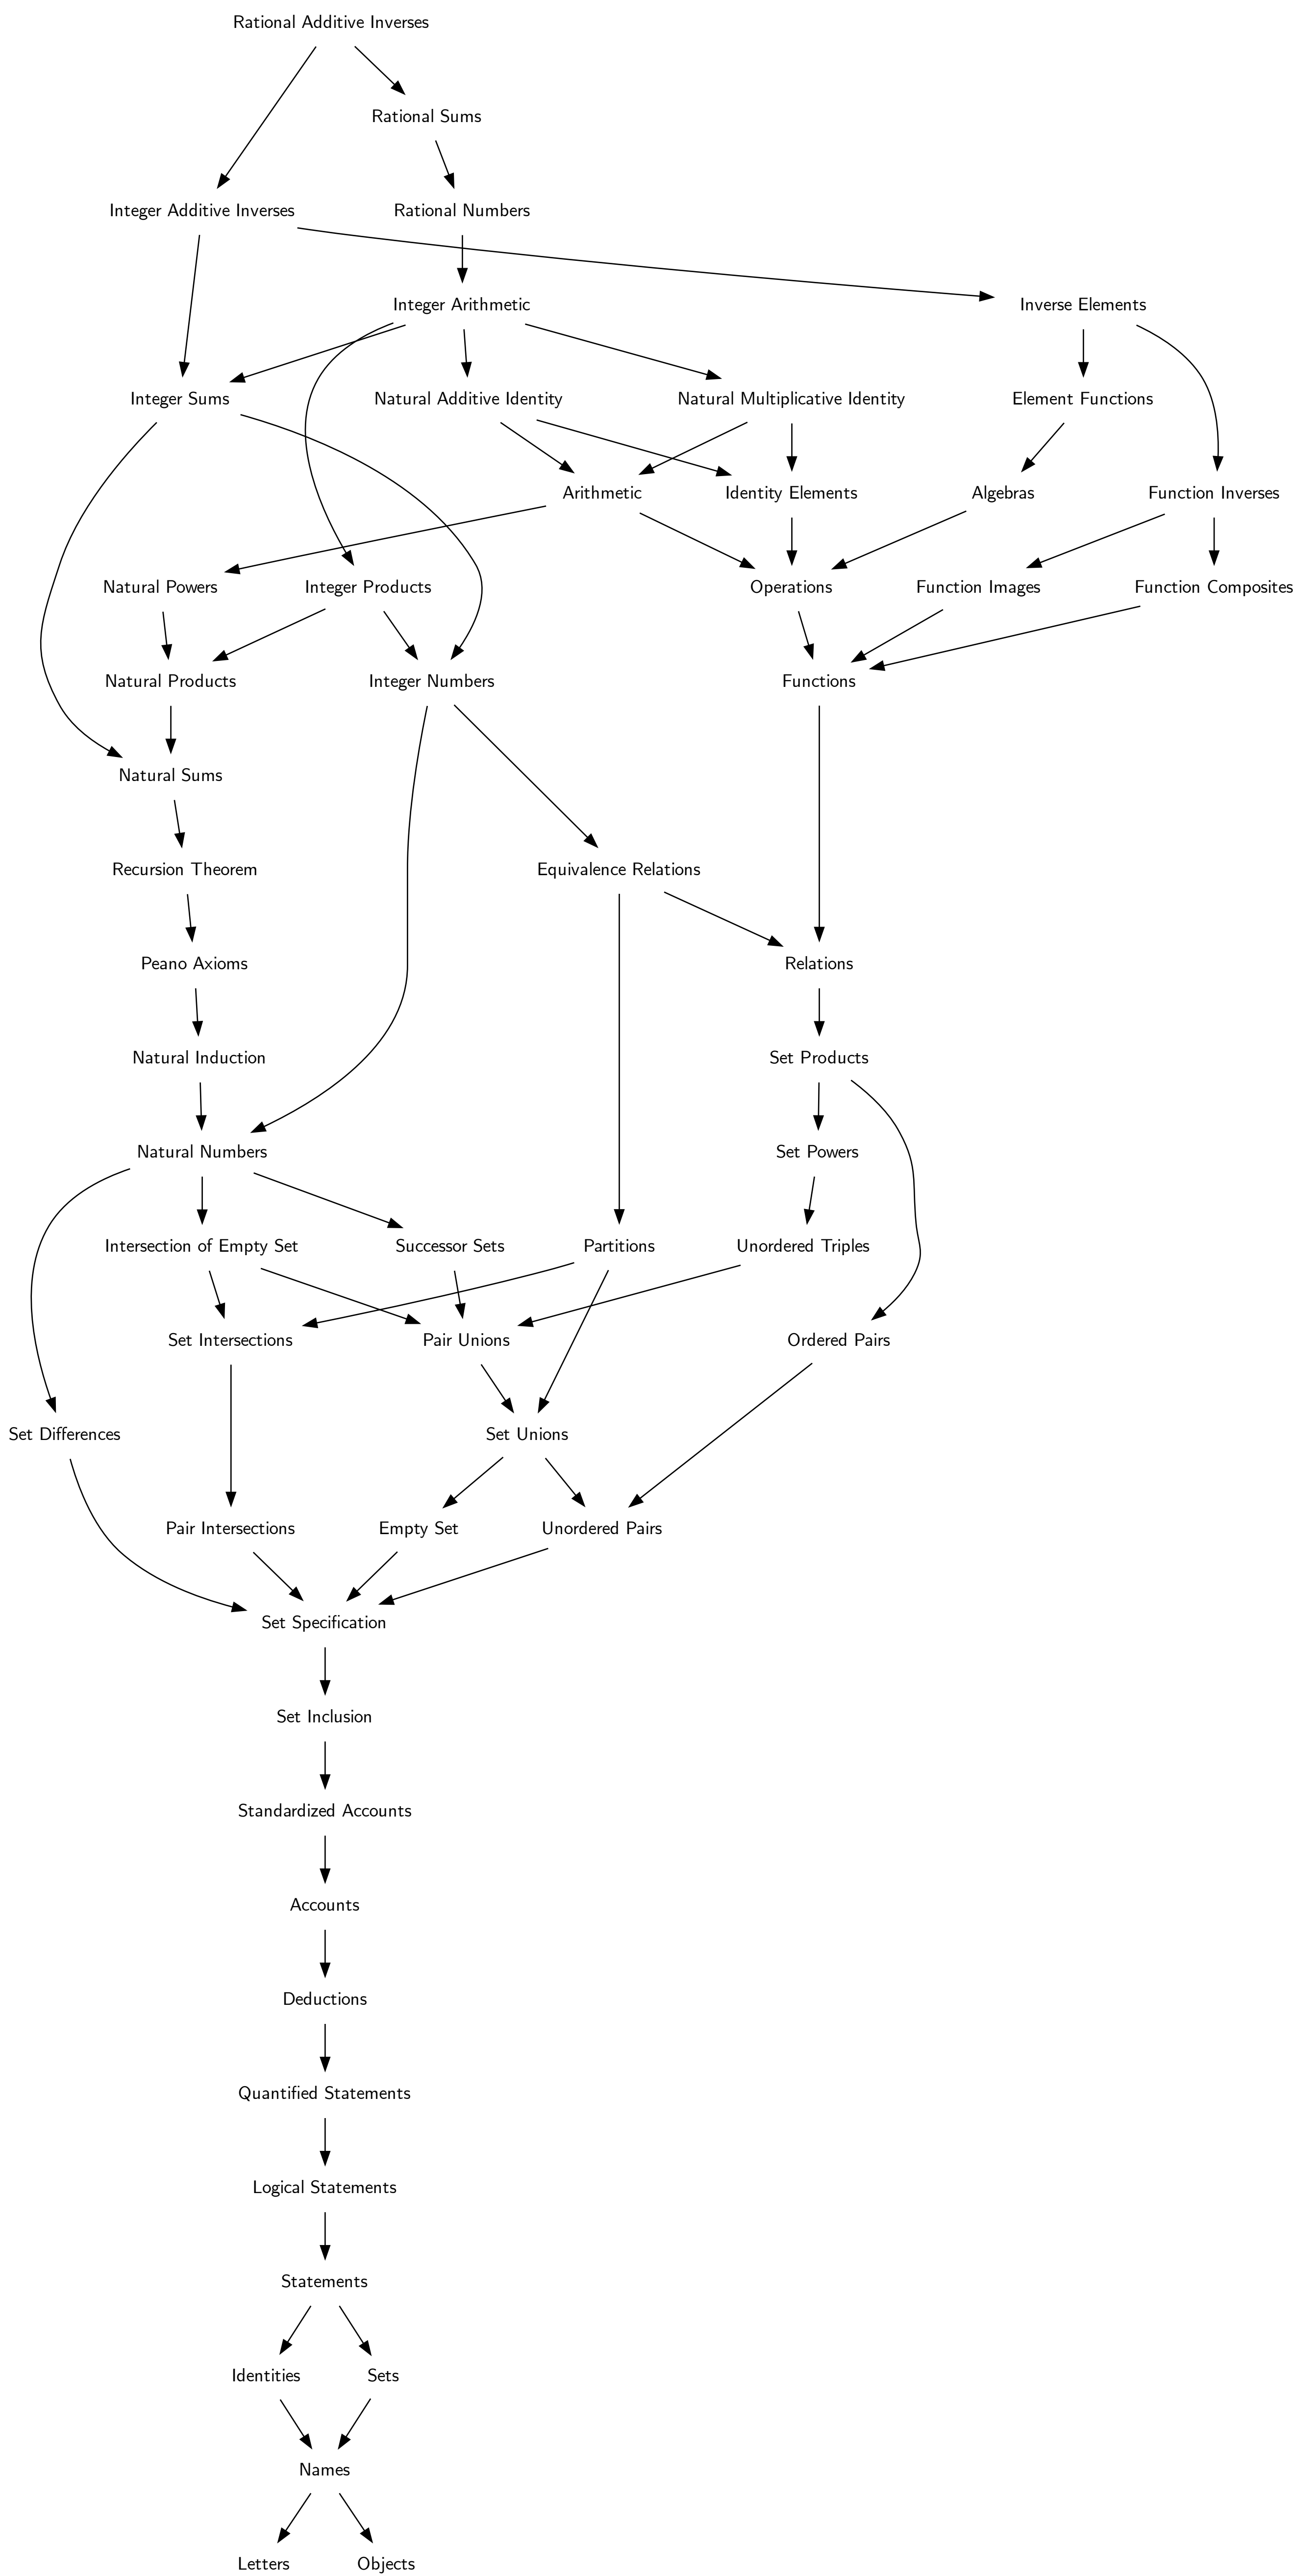 Rational Additive Inverses
Rational Sums
Integer Additive Inverses
Rational Numbers
Integer Arithmetic
Inverse Elements
Integer Sums
Natural Additive Identity
Natural Multiplicative Identity
Element Functions
Arithmetic
Identity Elements
Algebras
Function Inverses
Natural Powers
Integer Products
Operations
Function Images
Function Composites
Natural Products
Integer Numbers
Functions
Natural Sums
Recursion Theorem
Equivalence Relations
Peano Axioms
Relations
Natural Induction
Set Products
Natural Numbers
Set Powers
Intersection of Empty Set
Successor Sets
Partitions
Unordered Triples
Set Intersections
Pair Unions
Ordered Pairs
Set Differences
Set Unions
Pair Intersections
Empty Set
Unordered Pairs
Set Specification
Set Inclusion
Standardized Accounts
Accounts
Deductions
Quantified Statements
Logical Statements
Statements
Identities
Sets
Names
Letters
Objects